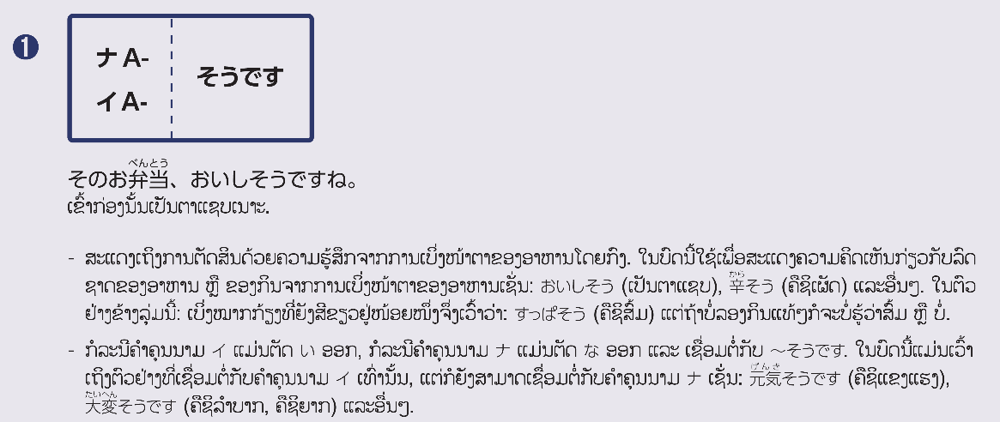 1
ナ A-
イ A-
そうです
べんとう
そのお弁当、おいしそうですね。
ເຂົ້າກ່ອງນັ້ນເປັນຕາແຊບເນາະ.
- ສະແດງເຖິງການຕັດສິນດ້ວຍຄວາມຮູ້ສຶກຈາກການເບິ່ງໜ້າຕາຂອງອາຫານໂດຍກົງ. ໃນບົດນີ້ໃຊ້ເພື່ອສະແດງຄວາມຄິດເຫັນກ່ຽວກັບລົດ
から
ຊາດຂອງອາຫານ ຫຼື ຂອງກິນຈາກການເບິ່ງໜ້າຕາຂອງອາຫານເຊັ່ນ: おいしそう (ເປັນຕາແຊບ), 辛そう (ຄືຊິເຜັດ) ແລະອື່ນໆ. ໃນຕົວ
ຢ່າງຂ້າງລຸ່ມນີ້: ເບິ່ງໝາກກ້ຽງທີ່ຍັງສີຂຽວຢູ່ໜ້ອຍໜຶ່ງຈຶ່ງເວົ້າວ່າ: すっぱそう (ຄືຊິສົ້ມ) ແຕ່ຖ້າບໍ່ລອງກິນແທ້ໆກໍຈະບໍ່ຮູ້ວ່າສົ້ມ ຫຼື ບໍ່.
- ກໍລະນີຄຳຄຸນນາມ イ ແມ່ນຕັດ い ອອກ, ກໍລະນີຄຳຄຸນນາມ ナ ແມ່ນຕັດ な ອອກ ແລະ ເຊື່ອມຕໍ່ກັບ ～そうです. ໃນບົດນີ້ແມ່ນເວົ້າ
げんき
ເຖິງຕົວຢ່າງທີ່ເຊື່ອມຕໍ່ກັບຄຳຄຸນນາມ イ ເທົ່ານັ້ນ, ແຕ່ກໍຍັງສາມາດເຊື່ອມຕໍ່ກັບຄຳຄຸນນາມ ナ ເຊັ່ນ: 元気そうです (ຄືຊິແຂງແຮງ),
たいへん
大変そうです (ຄືຊິລຳບາກ, ຄືຊິຍາກ) ແລະອື່ນໆ.